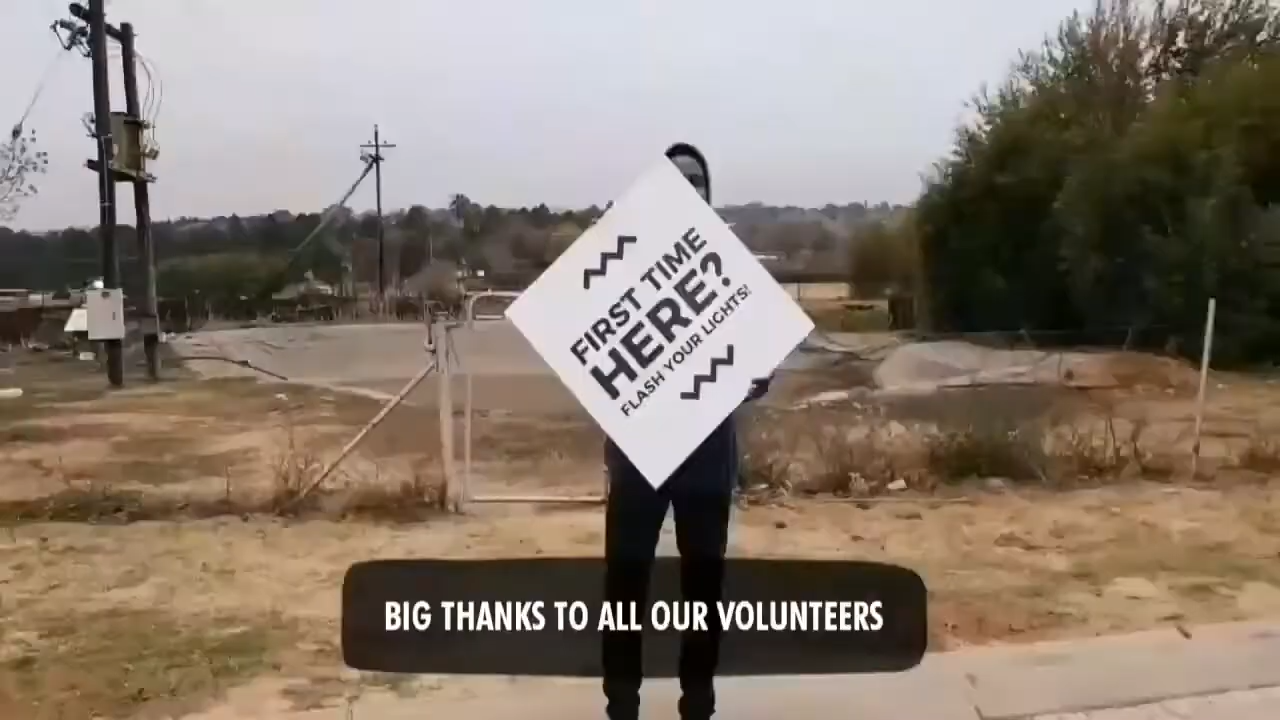 FIRST TIME
HERE?
FLASH YOUR LIGHTS!
BIG THANKS TO ALL OUR VOLUNTEERS